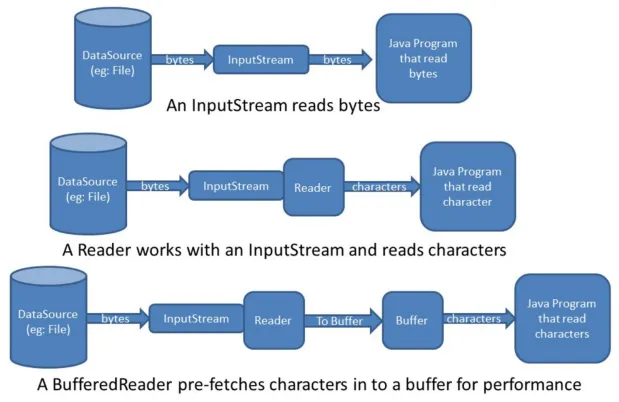 DataSource
(eg: File)
bytes
InputStream
bytes
Java Program
that read
bytes
An InputStream reads bytes
DataSource
(eg: File)
bytes
InputStream
Reader
characters
Java Program
that read
character
A Reader works with an InputStream and reads characters
DataSource
(eg: File)
bytes
InputStream
Reader
To Buffer
Buffer
characters
Java Program
that read
characters
A BufferedReader pre-fetches characters in to a buffer for performance